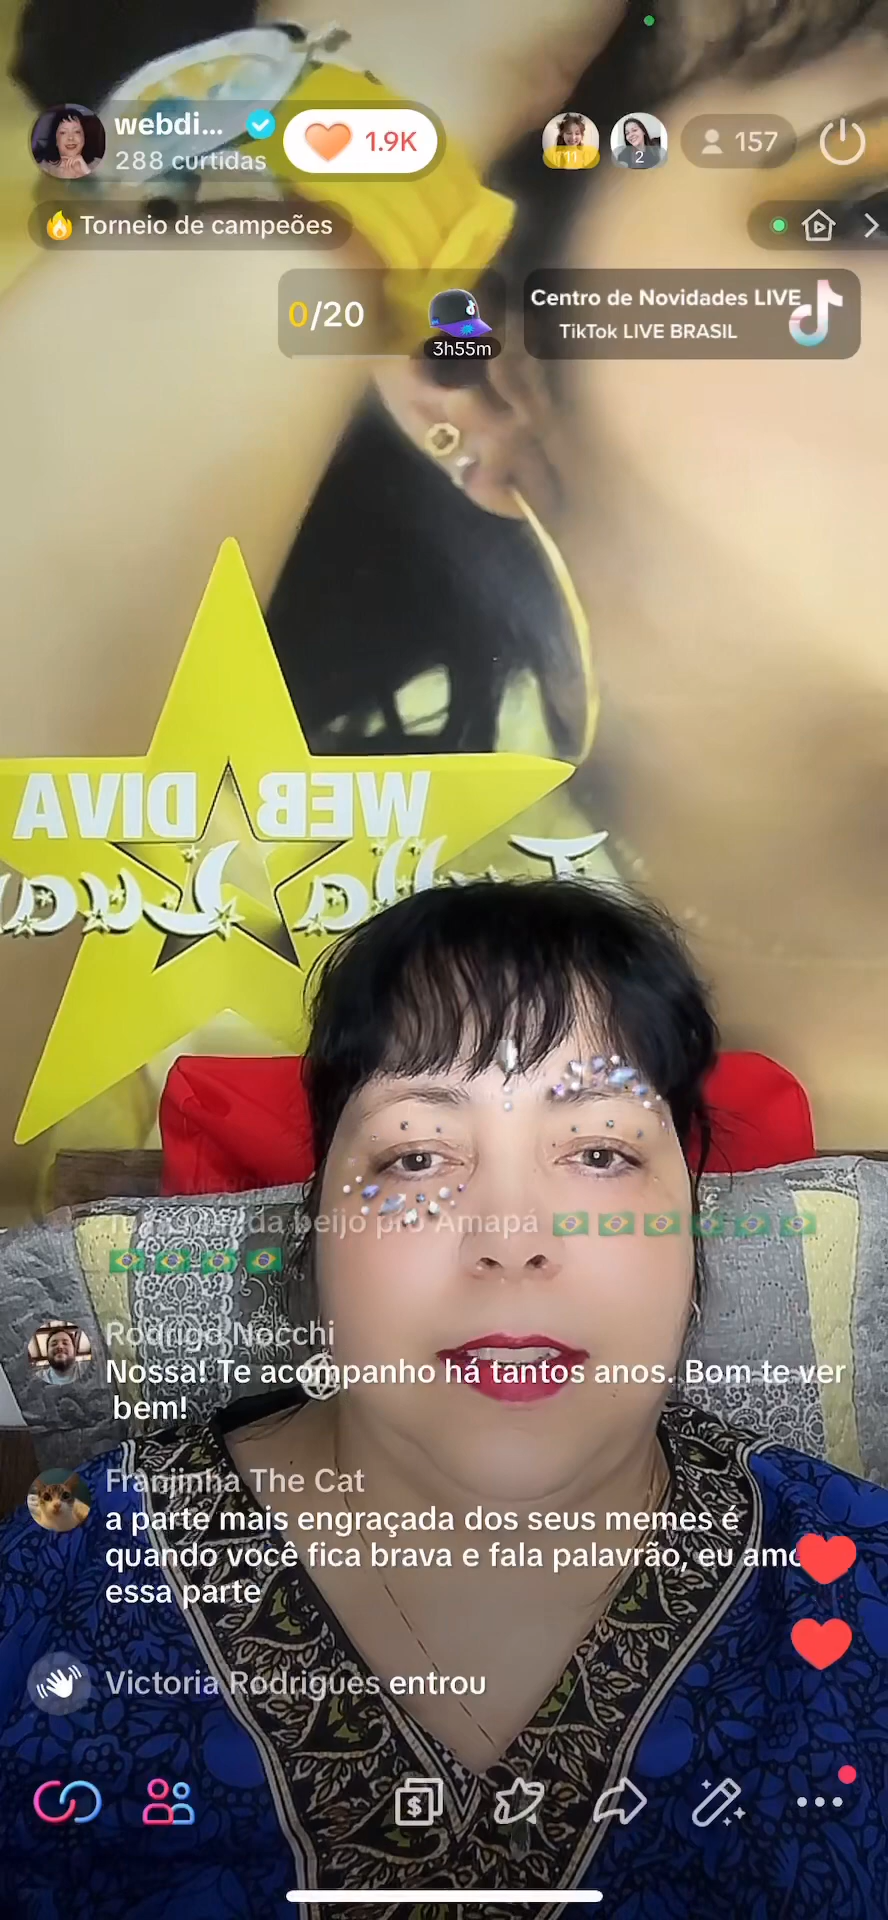 webdi...
288 curtidas
1.9K
11
2
157
Torneio de campeões
0/20
3h55m
Centro de Novidades LIVE
TikTok LIVE BRASIL
WEB DIVA
Lua
da beijo pro Amapá 🇧🇷🇧🇷🇧🇷🇧🇷🇧🇷🇧🇷
🇧🇷🇧🇷🇧🇷🇧🇷
Rodrigo Nocchi
Nossa! Te acompanho há tantos anos. Bom te ver
bem!
Franjinha The Cat
a parte mais engraçada dos seus memes é
quando você fica brava e fala palavrão, eu amo
essa parte
Victoria Rodrigues entrou